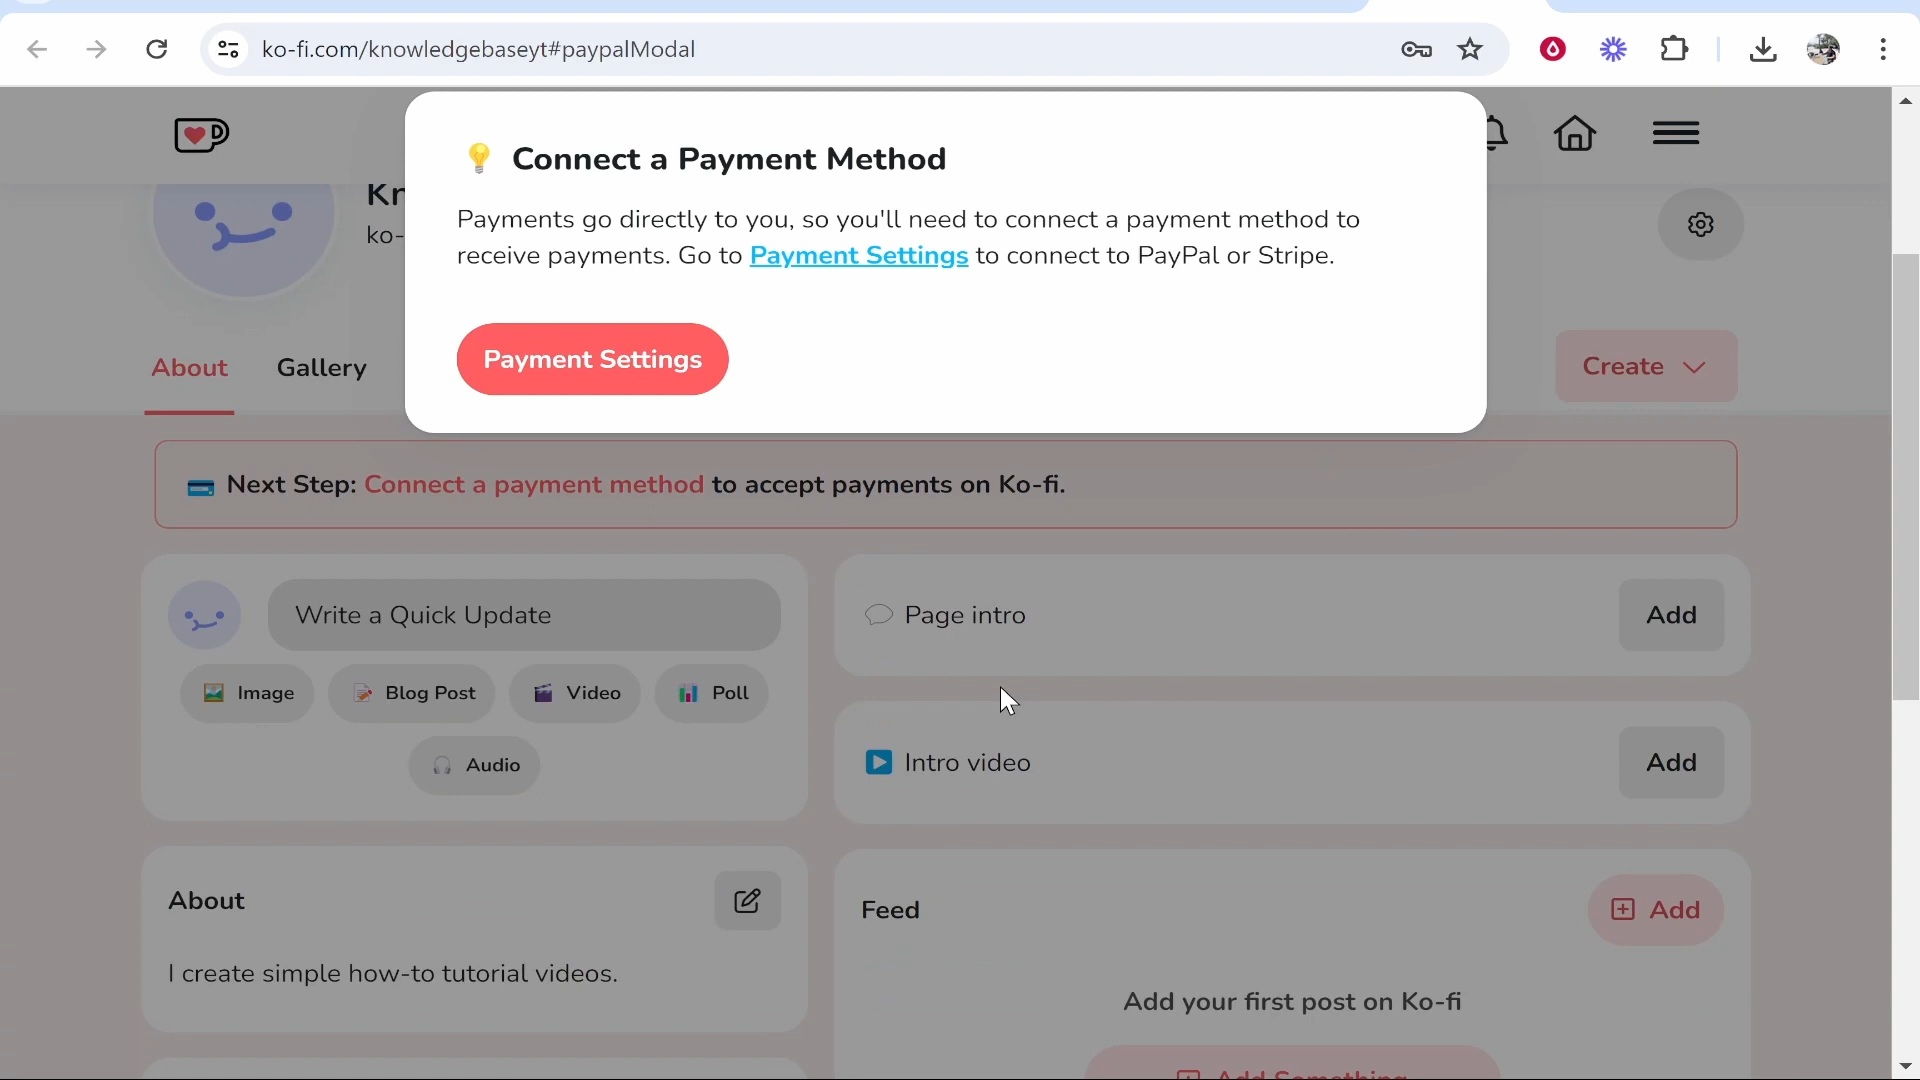 ko-fi.com/knowledgebaseyt#paypalModal
Connect a Payment Method
Payments go directly to you, so you'll need to connect a payment method to
receive payments. Go to Payment Settings to connect to PayPal or Stripe.
Payment Settings
Kn
ko-
About
Gallery
Create
Next Step: Connect a payment method to accept payments on Ko-fi.
Write a Quick Update
Image
Blog Post
Video
Poll
Audio
Page intro
Add
Intro video
Add
About
I create simple how-to tutorial videos.
Feed
Add
Add your first post on Ko-fi
Add Something